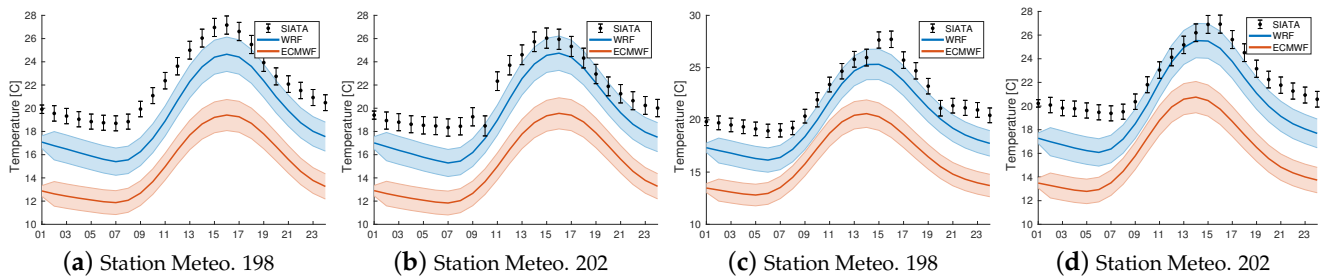 28
26
24
22
20
18
16
14
12
10
Temperature [C]
01 03 05 07 09 11 13 15 17 19 21 23
SIATA
WRF
ECMWF
(a) Station Meteo. 198
28
26
24
22
20
18
16
14
12
10
Temperature [C]
01 03 05 07 09 11 13 15 17 19 21 23
SIATA
WRF
ECMWF
(b) Station Meteo. 202
30
25
20
15
10
Temperature [C]
01 03 05 07 09 11 13 15 17 19 21 23
SIATA
WRF
ECMWF
(c) Station Meteo. 198
28
26
24
22
20
18
16
14
12
10
Temperature [C]
01 03 05 07 09 11 13 15 17 19 21 23
SIATA
WRF
ECMWF
(d) Station Meteo. 202